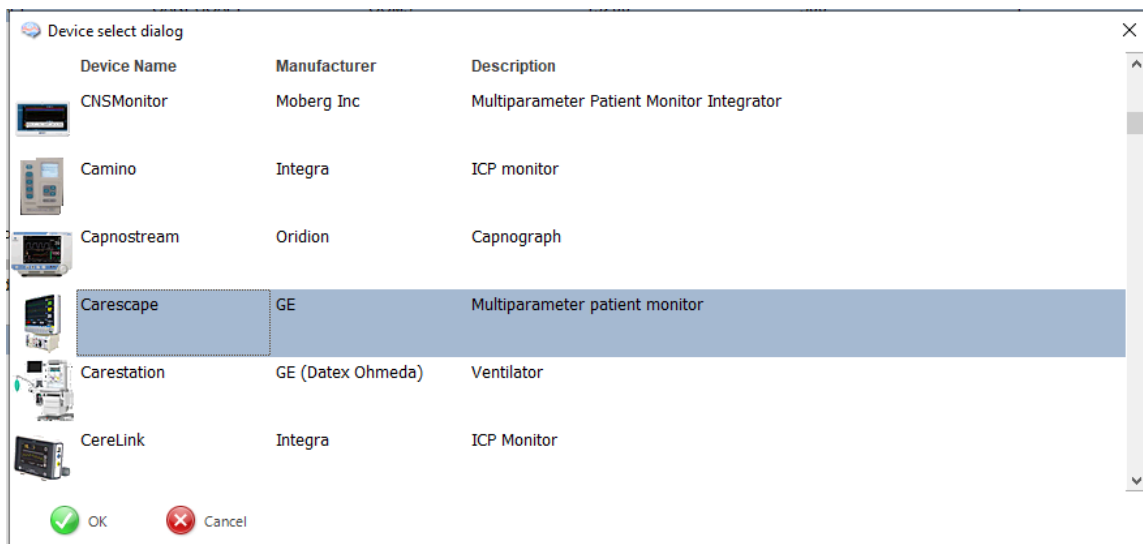 Device select dialog
Device Name Manufacturer Description
CNSMonitor Moberg Inc Multiparameter Patient Monitor Integrator
Camino Integra ICP monitor
Capnostream Oridion Capnograph
Carescape GE Multiparameter patient monitor
Carestation GE (Datex Ohmeda) Ventilator
CereLink Integra ICP Monitor
OK Cancel